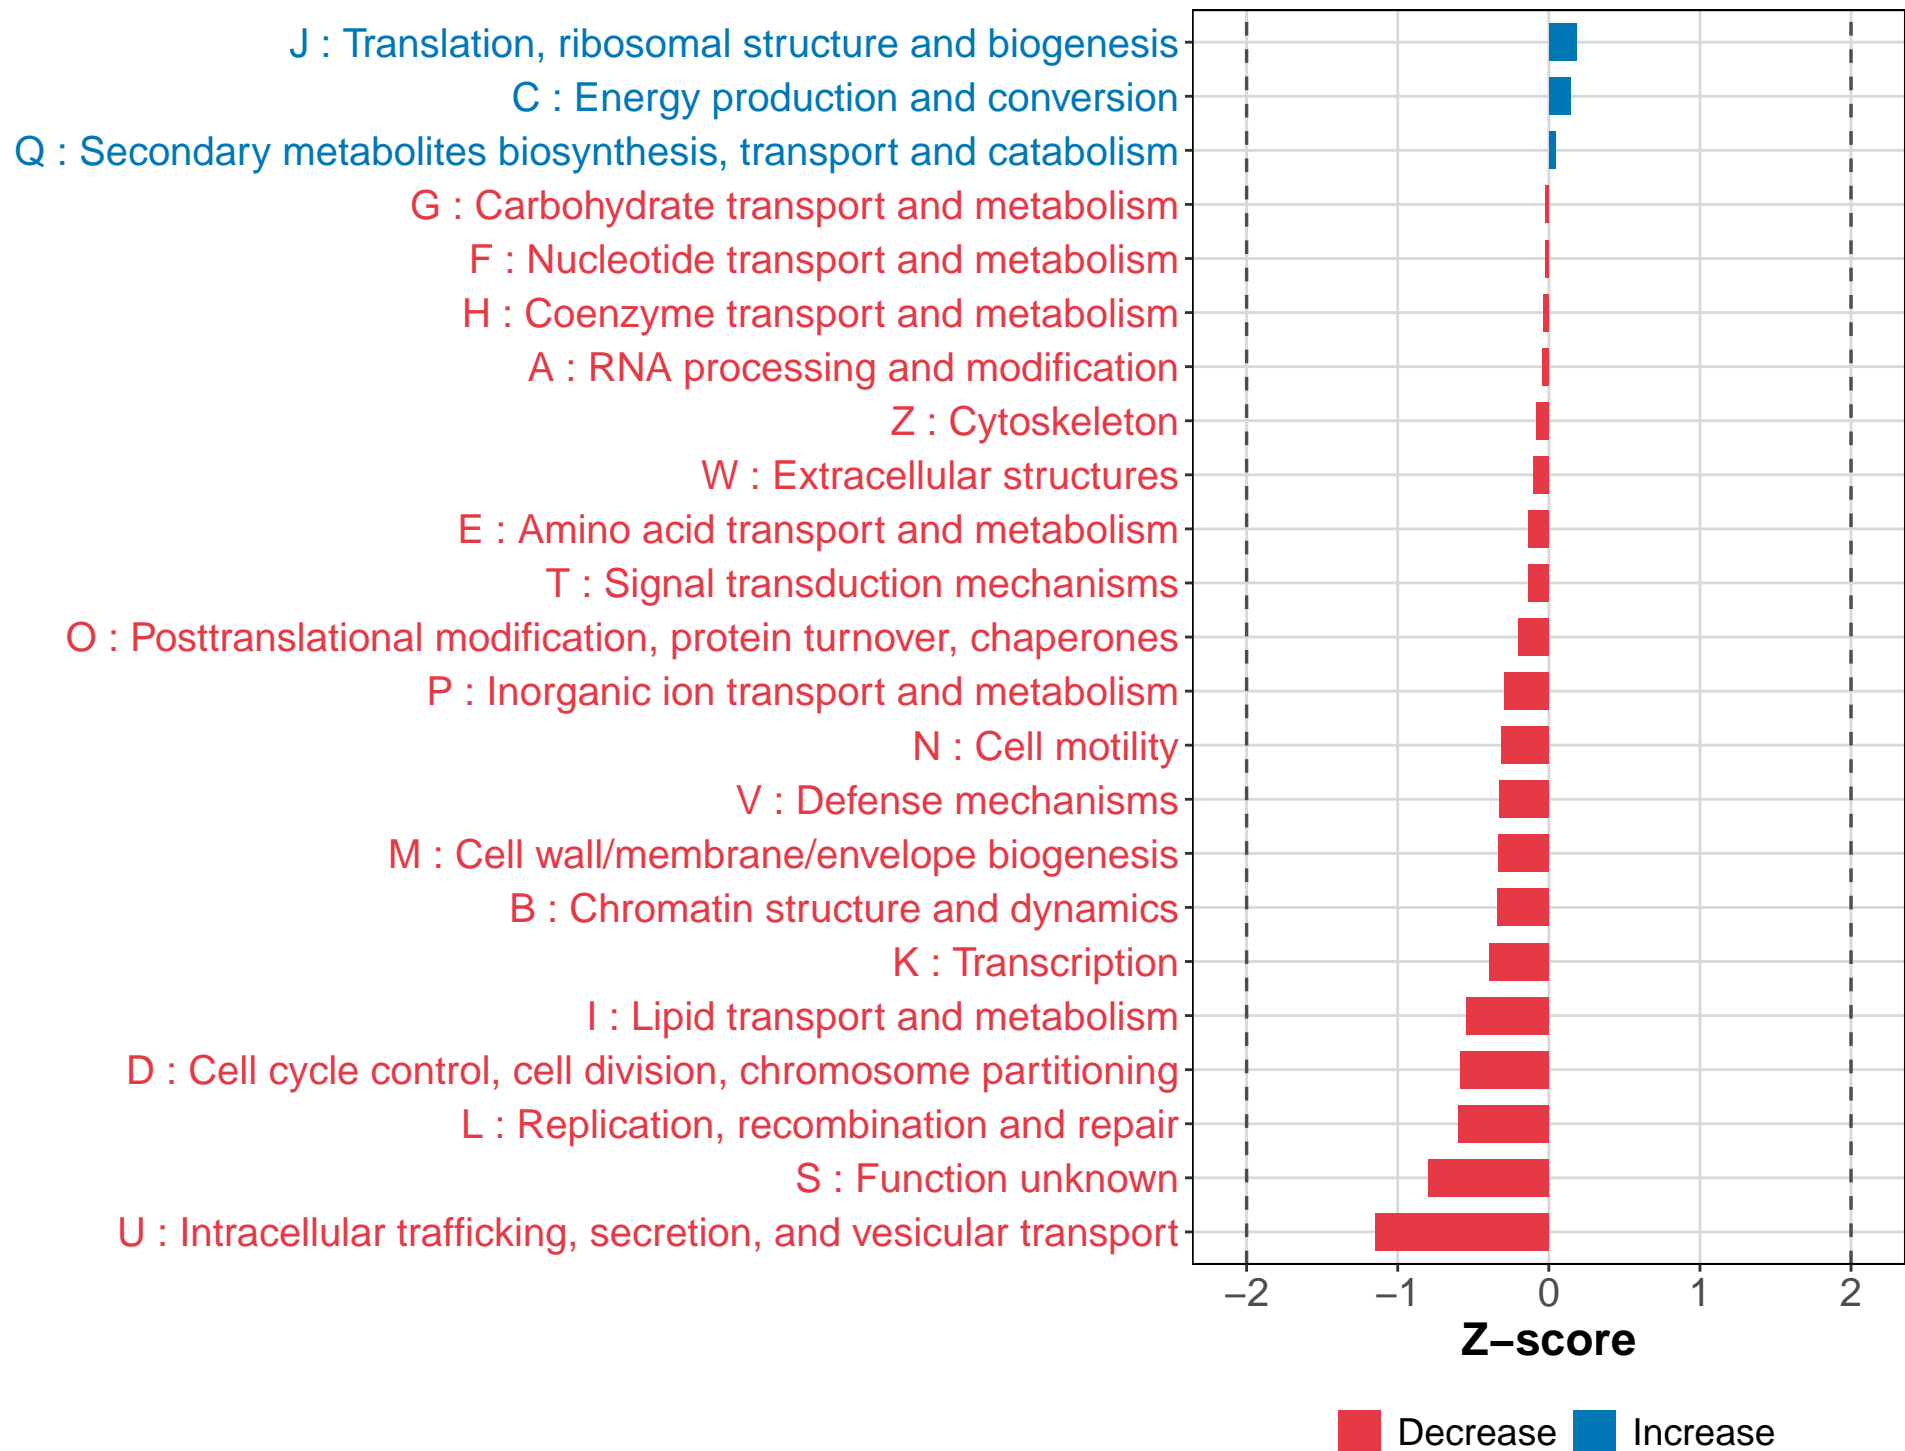 J : Translation, ribosomal structure and biogenesis
C : Energy production and conversion
Q : Secondary metabolites biosynthesis, transport and catabolism
G : Carbohydrate transport and metabolism
F : Nucleotide transport and metabolism
H : Coenzyme transport and metabolism
A : RNA processing and modification
Z : Cytoskeleton
W : Extracellular structures
E : Amino acid transport and metabolism
T : Signal transduction mechanisms
O : Posttranslational modification, protein turnover, chaperones
P : Inorganic ion transport and metabolism
N : Cell motility
V : Defense mechanisms
M : Cell wall/membrane/envelope biogenesis
B : Chromatin structure and dynamics
K : Transcription
I : Lipid transport and metabolism
D : Cell cycle control, cell division, chromosome partitioning
L : Replication, recombination and repair
S : Function unknown
U : Intracellular trafficking, secretion, and vesicular transport
−2 −1 0 1 2
Z−score
Decrease Increase